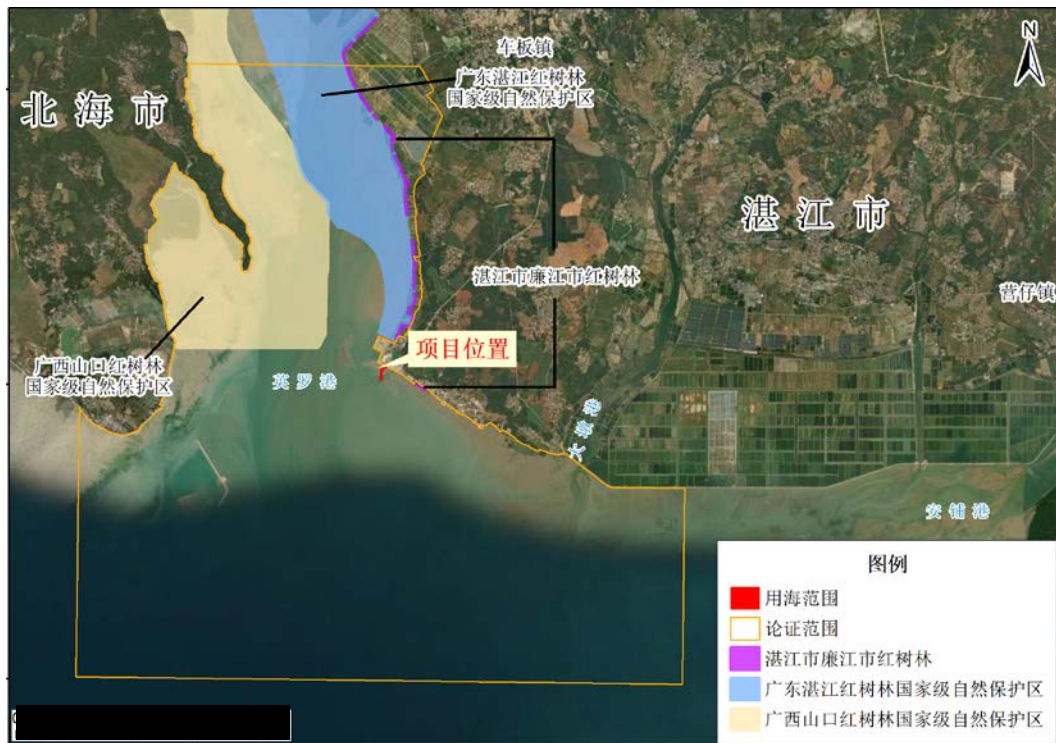 N
车板镇
广东湛江红树林
国家级自然保护区
北海市
湛江市
湛江市廉江市红树林
营仔镇
项目位置
广西山口红树林
国家级自然保护区
英罗港
安铺港
图例
用海范围
论证范围
湛江市廉江市红树林
广东湛江红树林国家级自然保护区
广西山口红树林国家级自然保护区